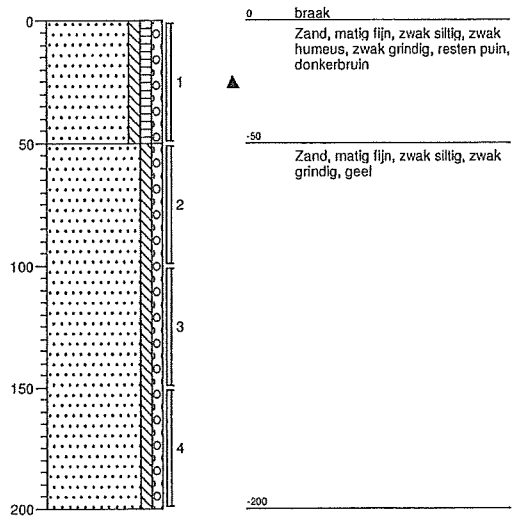 0
50
100
150
200
1
2
3
4
0 braak
Zand, matig fijn, zwak siltig, zwak
humeus, zwak grindig, resten puin,
donkerbruin
-50
Zand, matig fijn, zwak siltig, zwak
grindig, geel
-200